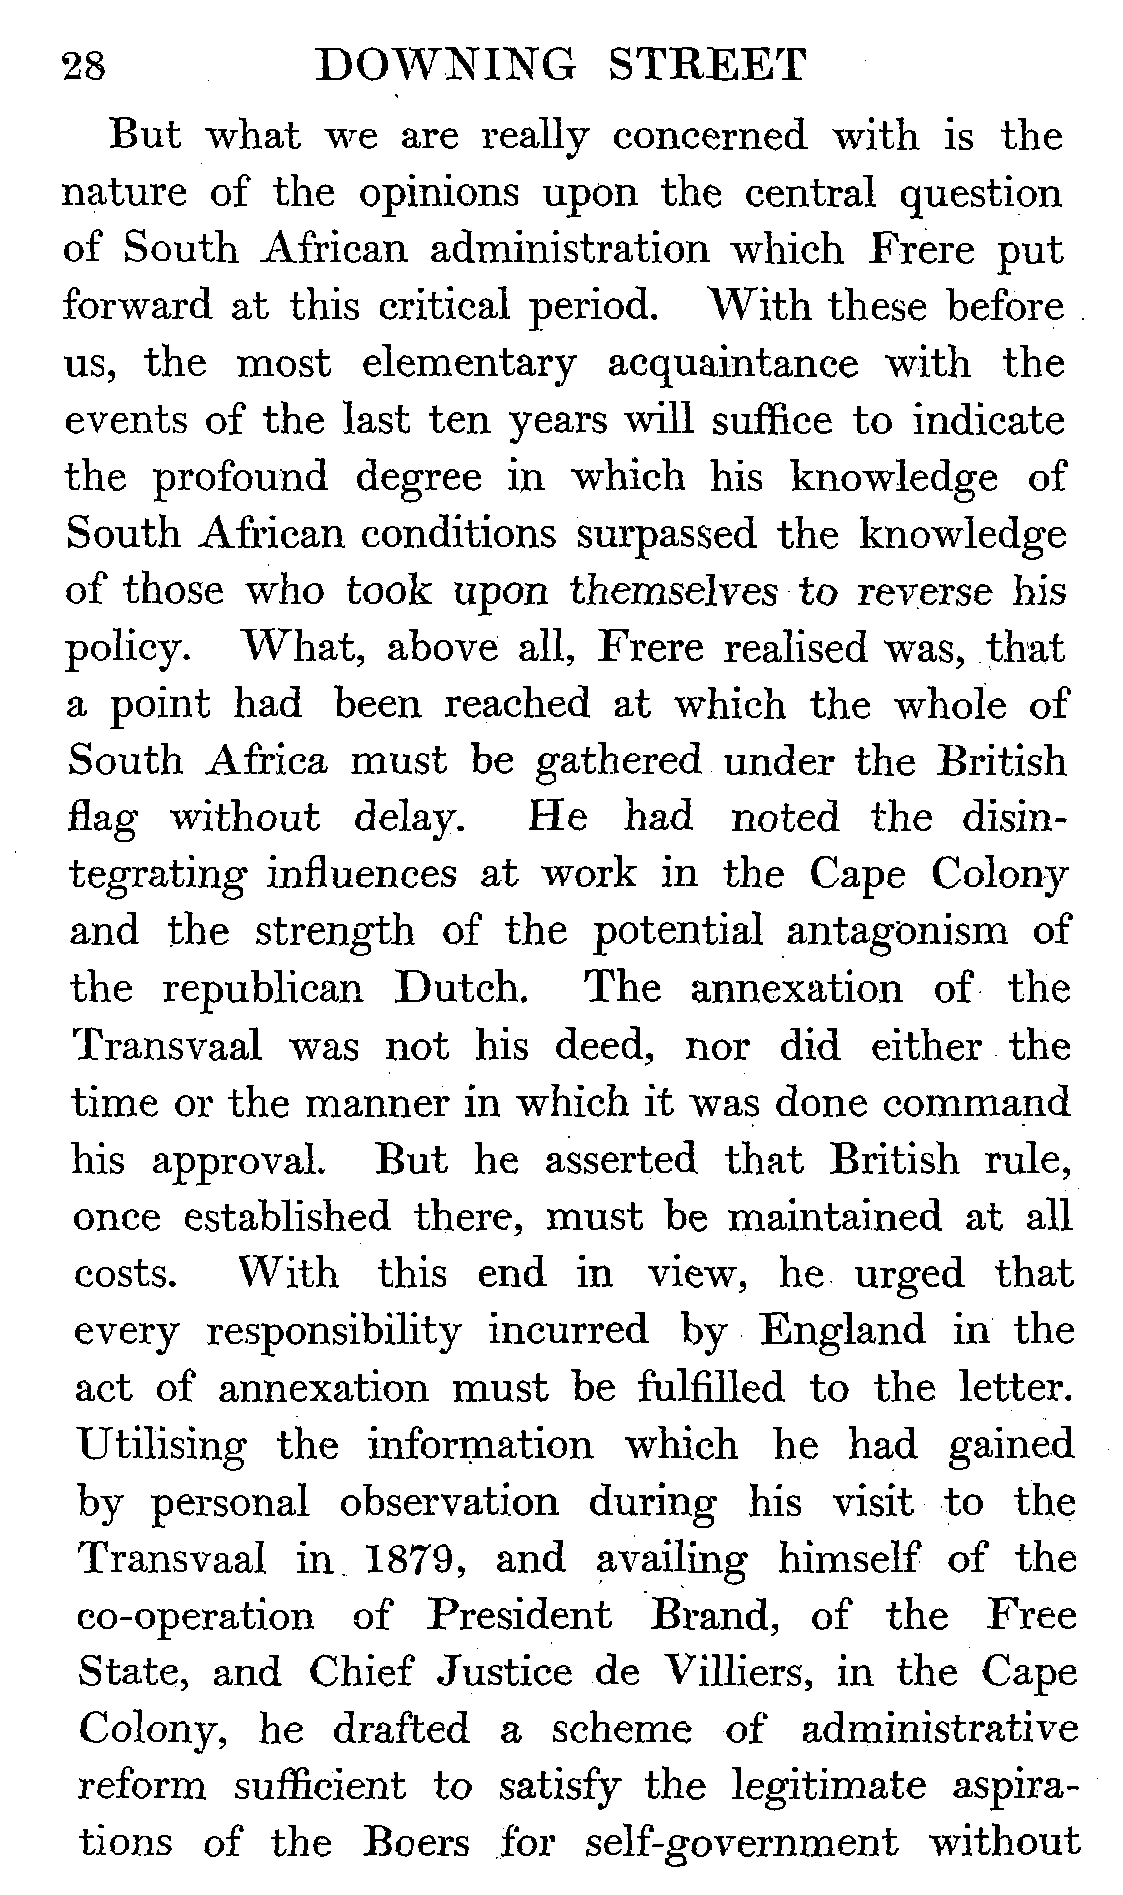 28 DOWNING STREET
But what we are really concerned with is the
nature of the opinions upon the central question
of South African administration which Frere put
forward at this critical period. With these before
us, the most elementary acquaintance with the
events of the last ten years will suffice to indicate
the profound degree in which his knowledge of
South African conditions surpassed the knowledge
of those who took upon themselves to reverse his
policy. What, above all, Frere realised was, that
a point had been reached at which the whole of
South Africa must be gathered under the British
flag without delay. He had noted the disin-
tegrating influences at work in the Cape Colony
and the strength of the potential antagonism of
the republican Dutch. The annexation of the
Transvaal was not his deed, nor did either the
time or the manner in which it was done command
his approval. But he asserted that British rule,
once established there, must be maintained at all
costs. With this end in view, he urged that
every responsibility incurred by England in the
act of annexation must be fulfilled to the letter.
Utilising the information which he had gained
by personal observation during his visit to the
Transvaal in 1879, and availing himself of the
co-operation of President Brand, of the Free
State, and Chief Justice de Villiers, in the Cape
Colony, he drafted a scheme of administrative
reform sufficient to satisfy the legitimate aspira-
tions of the Boers for self-government without